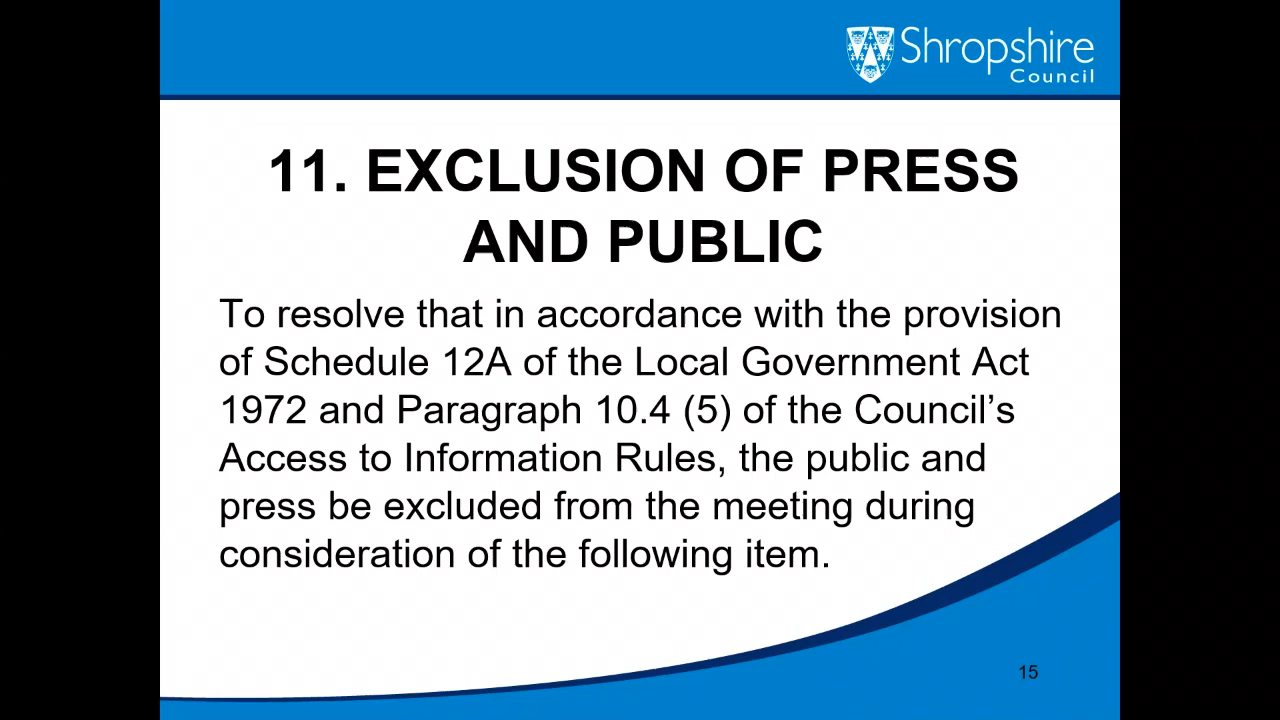 Shropshire
Council
11. EXCLUSION OF PRESS
AND PUBLIC
To resolve that in accordance with the provision
of Schedule 12A of the Local Government Act
1972 and Paragraph 10.4 (5) of the Council’s
Access to Information Rules, the public and
press be excluded from the meeting during
consideration of the following item.
15